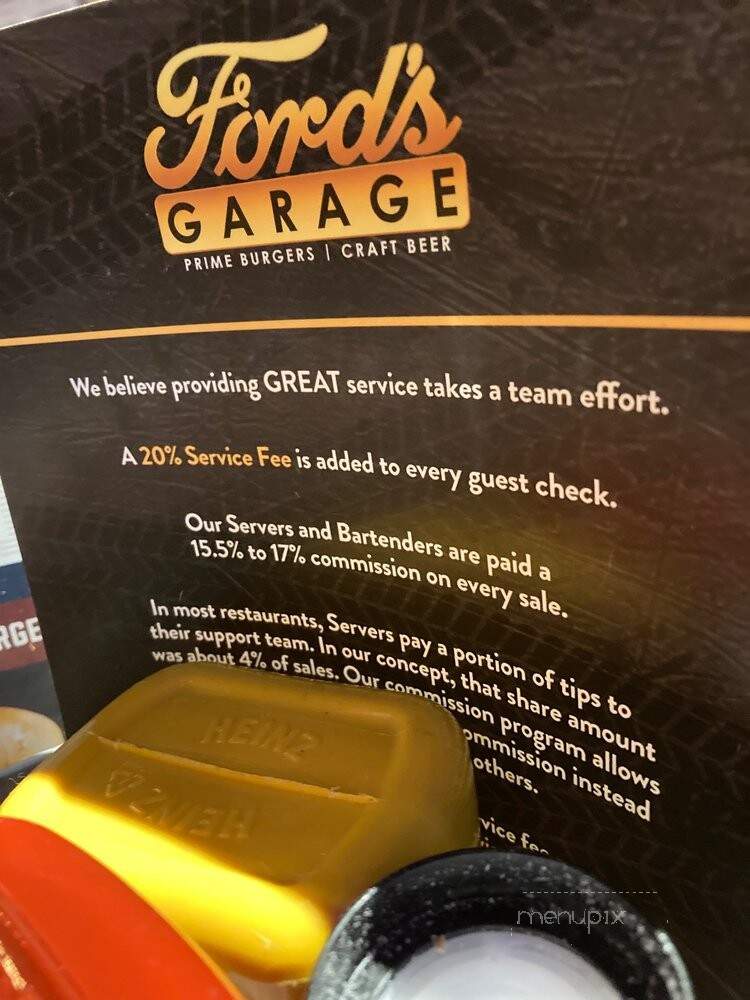 Ford's
GARAGE
PRIME BURGERS | CRAFT BEER
We believe providing GREAT service takes a team effort.
A 20% Service Fee is added to every guest check.
Our Servers and Bartenders are paid a
15.5% to 17% commission on every sale.
In most restaurants, Servers pay a portion of tips to
their support team. In our concept, that share amount
was about 4% of sales. Our commission program allows
ommission instead
others.
rvice fee
RGE
HEINZ
HEINZ
menupix